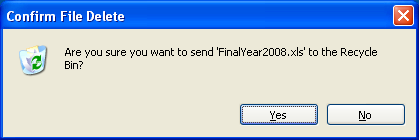 Confirm File Delete
Are you sure you want to send 'FinalYear2008.xls' to the Recycle
Bin?
Yes
No